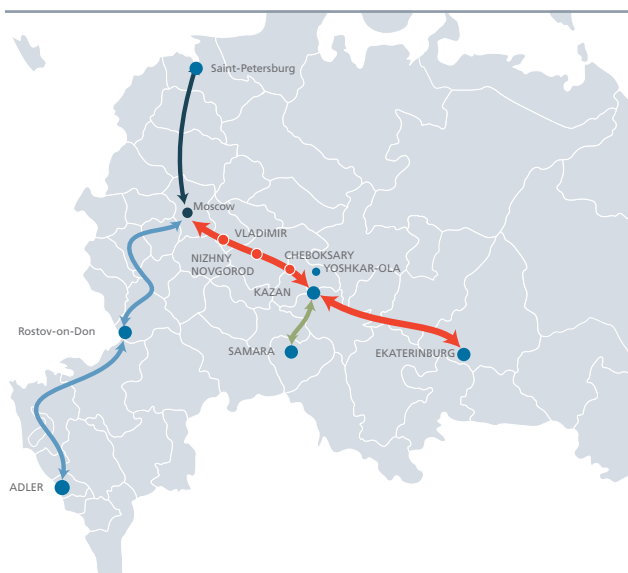 Saint-Petersburg
Moscow
VLADIMIR
NIZHNY
NOVGOROD
CHEBOKSARY
YOSHKAR-OLA
KAZAN
Rostov-on-Don
SAMARA
EKATERINBURG
ADLER